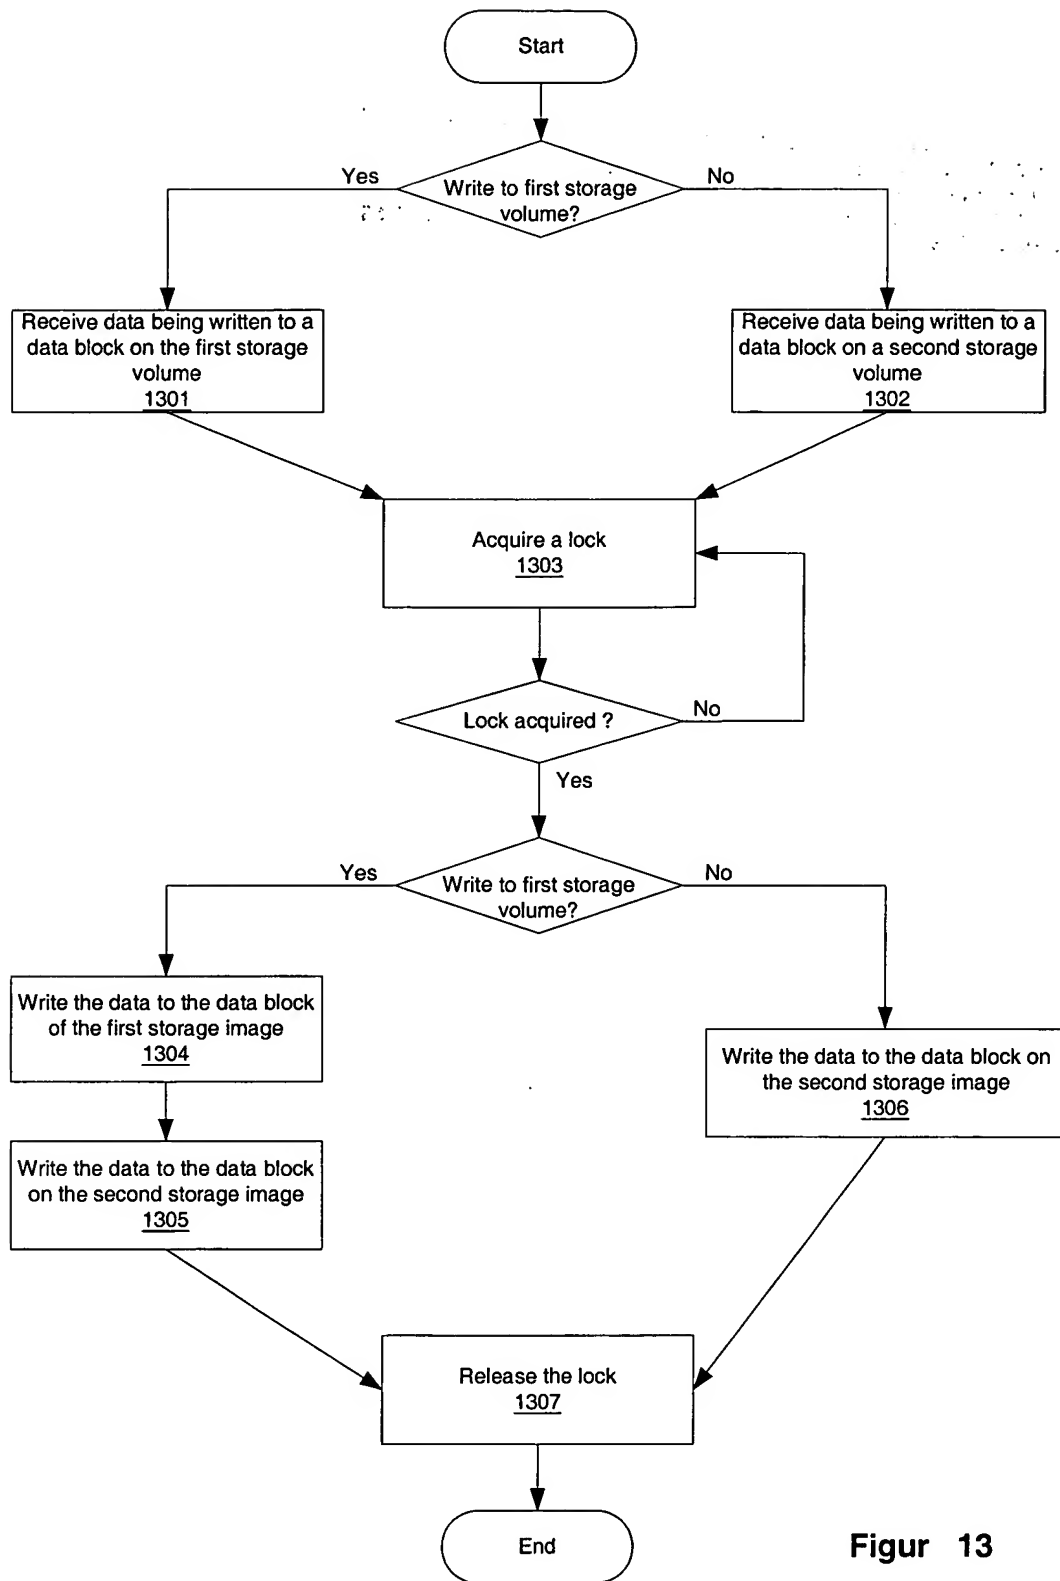 Start
Yes
Write to first storage
volume?
No
Receive data being written to a
data block on the first storage
volume
1301
Receive data being written to a
data block on a second storage
volume
1302
Acquire a lock
1303
Lock acquired ?
No
Yes
Yes
Write to first storage
volume?
No
Write the data to the data block
of the first storage image
1304
Write the data to the data block on
the second storage image
1306
Write the data to the data block
on the second storage image
1305
Release the lock
1307
End
Figur 13